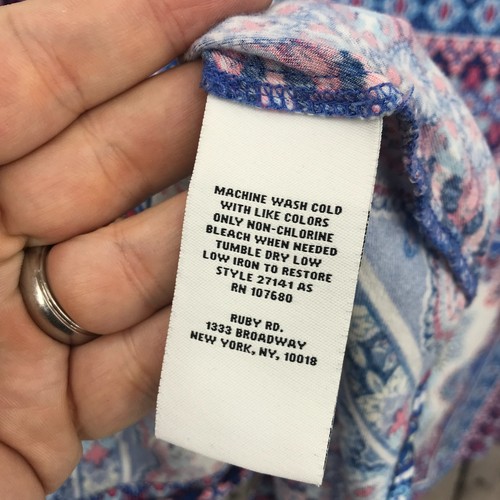 MACHINE WASH COLD
WITH LIKE COLORS
ONLY NON-CHLORINE
BLEACH WHEN NEEDED
TUMBLE DRY LOW
LOW IRON TO RESTORE
STYLE 27141 AS
RN 107680
RUBY RD.
1333 BROADWAY
NEW YORK, NY, 10018